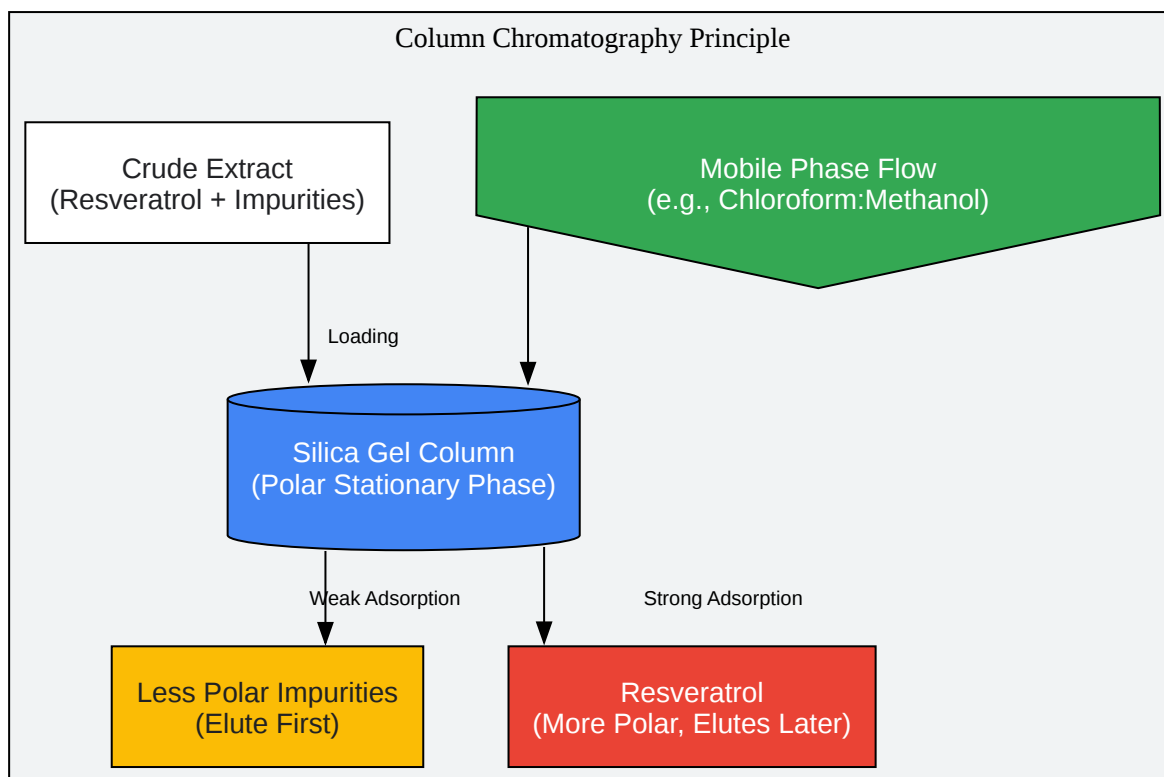 Column Chromatography Principle
Crude Extract
(Resveratrol + Impurities)
Mobile Phase Flow
(e.g., Chloroform:Methanol)
Loading
Silica Gel Column
(Polar Stationary Phase)
Weak Adsorption
Strong Adsorption
Less Polar Impurities
(Elute First)
Resveratrol
(More Polar, Elutes Later)